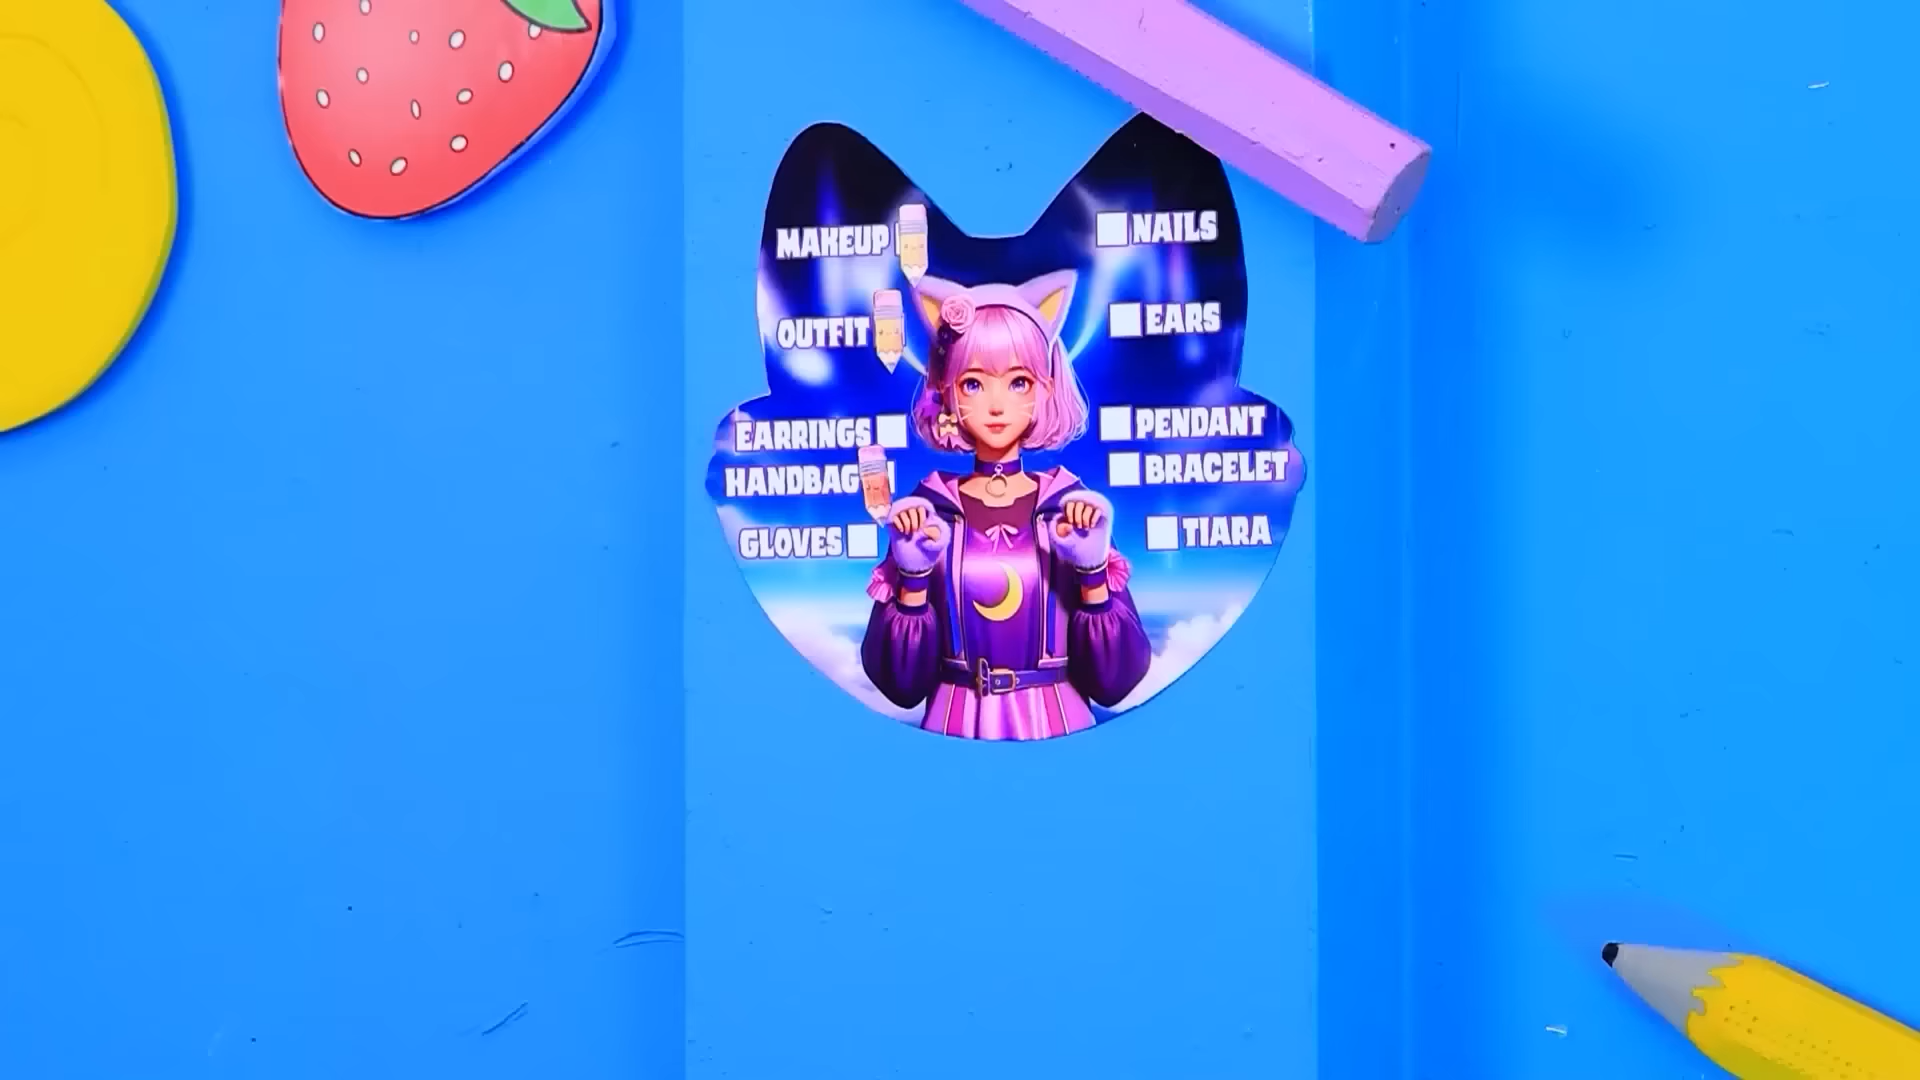 MAKEUP
OUTFIT
EARRINGS
HANDBAG
GLOVES
NAILS
EARS
PENDANT
BRACELET
TIARA